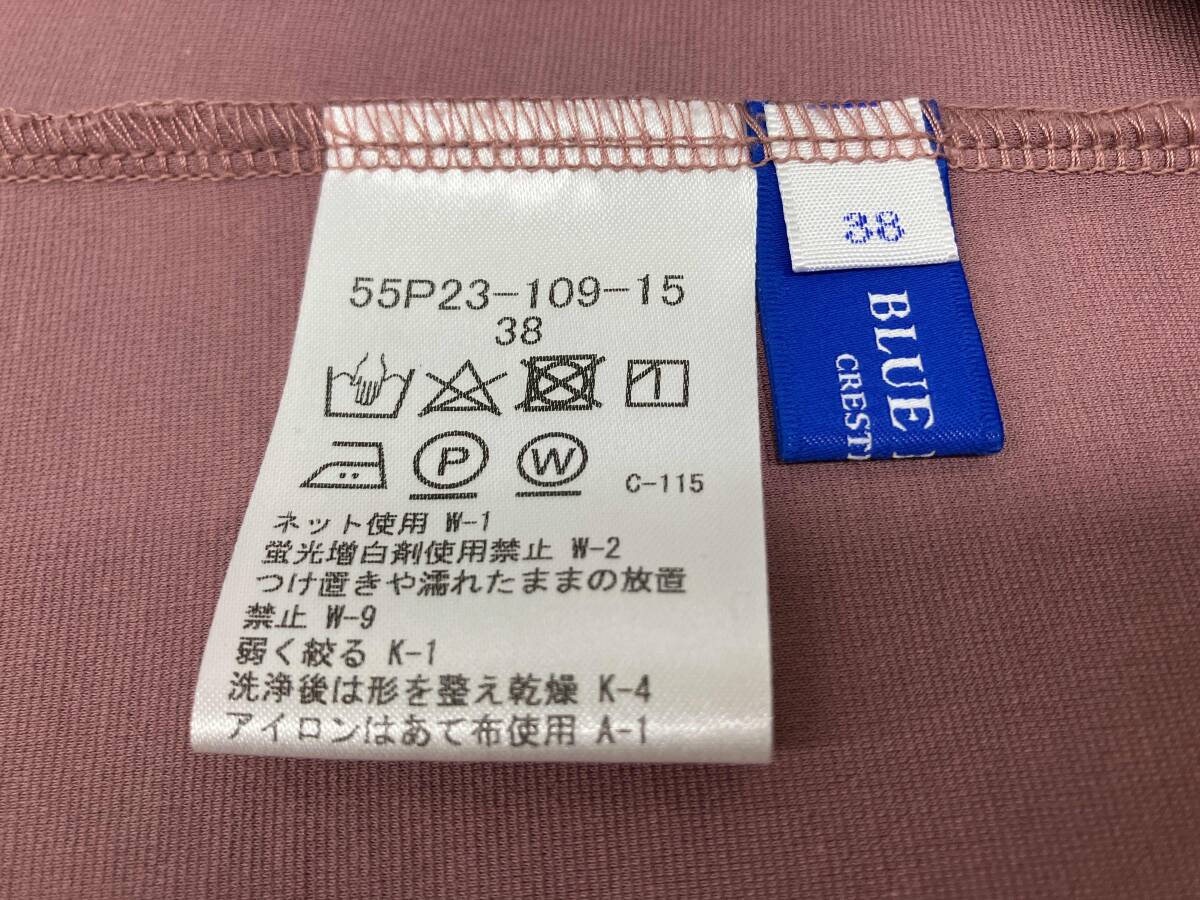 55P23-109-15
38
P
W
C-115
ネット使用 W-1
蛍光増白剤使用禁止 W-2
つけ置きや濡れたままの放置
禁止 W-9
弱く絞る K-1
洗浄後は形を整え乾燥 K-4
アイロンはあて布使用 A-1
38
BLUE
CREST